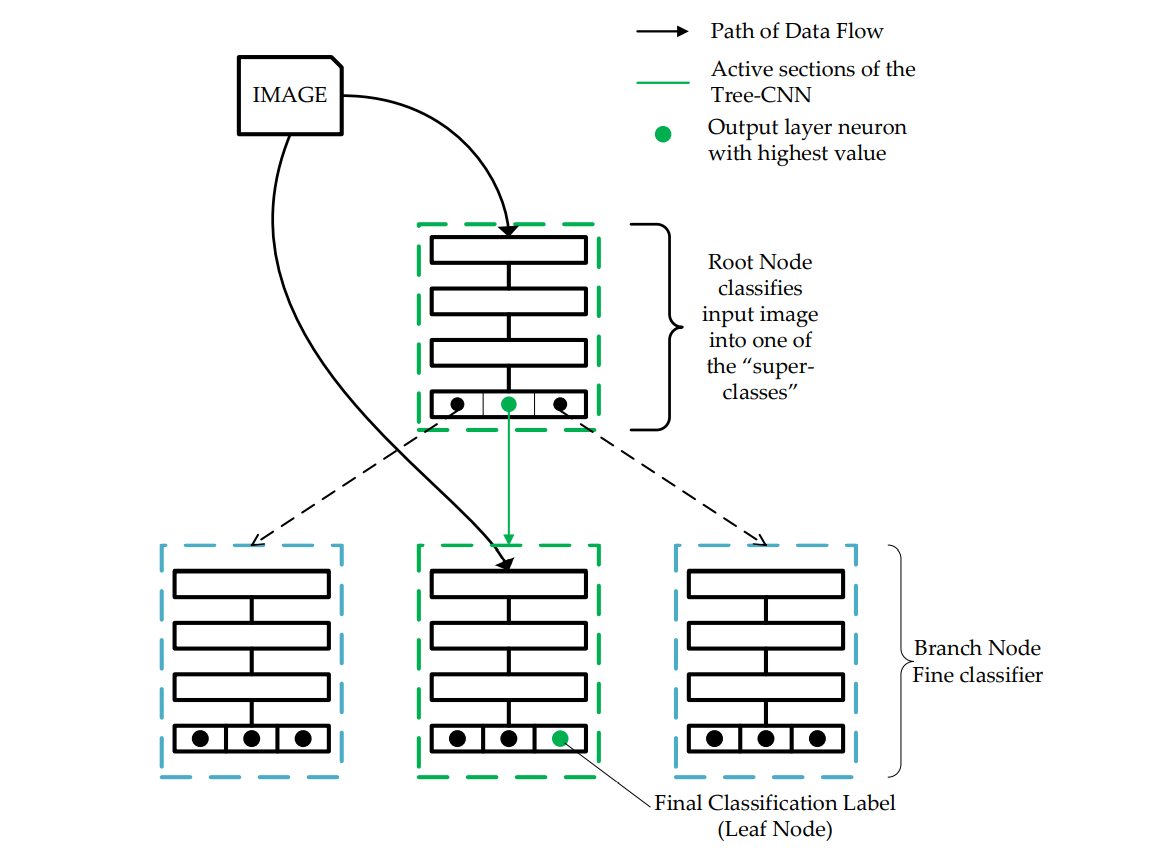 Path of Data Flow
Active sections of the
Tree-CNN
Output layer neuron
with highest value
IMAGE
Root Node
classifies
input image
into one of
the “super-
classes”
Branch Node
Fine classifier
Final Classification Label
(Leaf Node)